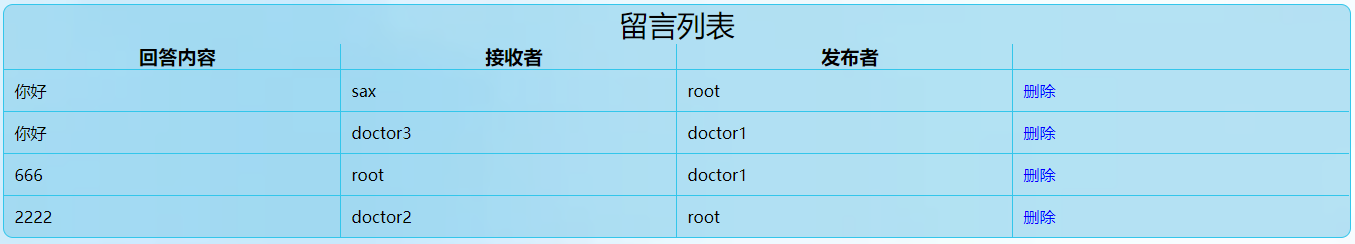 留言列表
回答内容 接收者 发布者
你好 sax root 删除
你好 doctor3 doctor1 删除
666 root doctor1 删除
2222 doctor2 root 删除